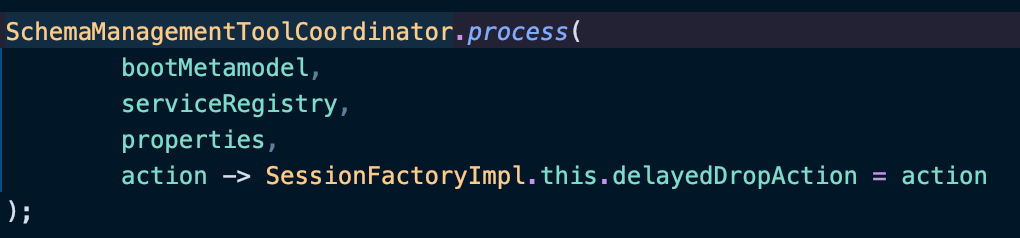 SchemaManagementToolCoordinator.process(
        bootMetamodel,
        serviceRegistry,
        properties,
        action -> SessionFactoryImpl.this.delayedDropAction = action
);